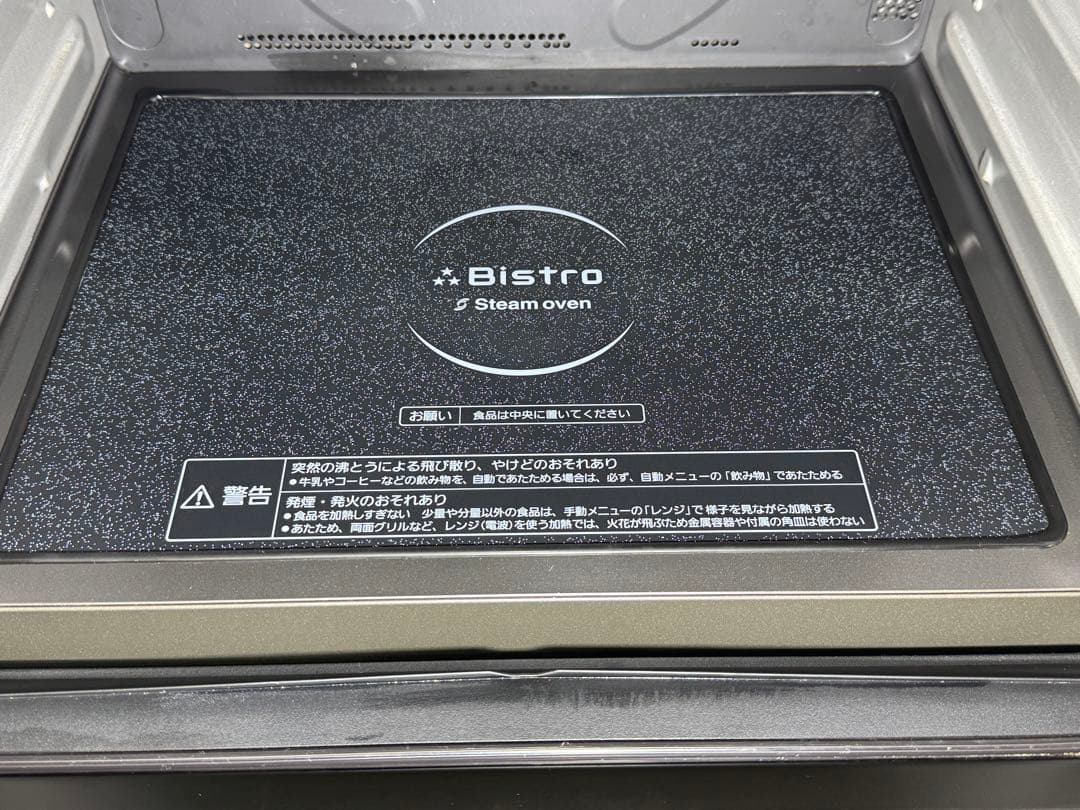 Bistro
Steam oven
お願い 食品は中央に置いてください
警告
突然の沸とうによる飛び散り、やけどのおそれあり
●牛乳やコーヒーなどの飲み物を、自動であたためる場合は、必ず、自動メニューの「飲み物」であたためる
発煙・発火のおそれあり
●食品を加熱しすぎない 少量や分量以外の食品は、手動メニューの「レンジ」で様子を見ながら加熱する
●あたため、両面グリルなど、レンジ(電波)を使う加熱では、火花が飛ぶため金属容器や付属の角皿は使わない